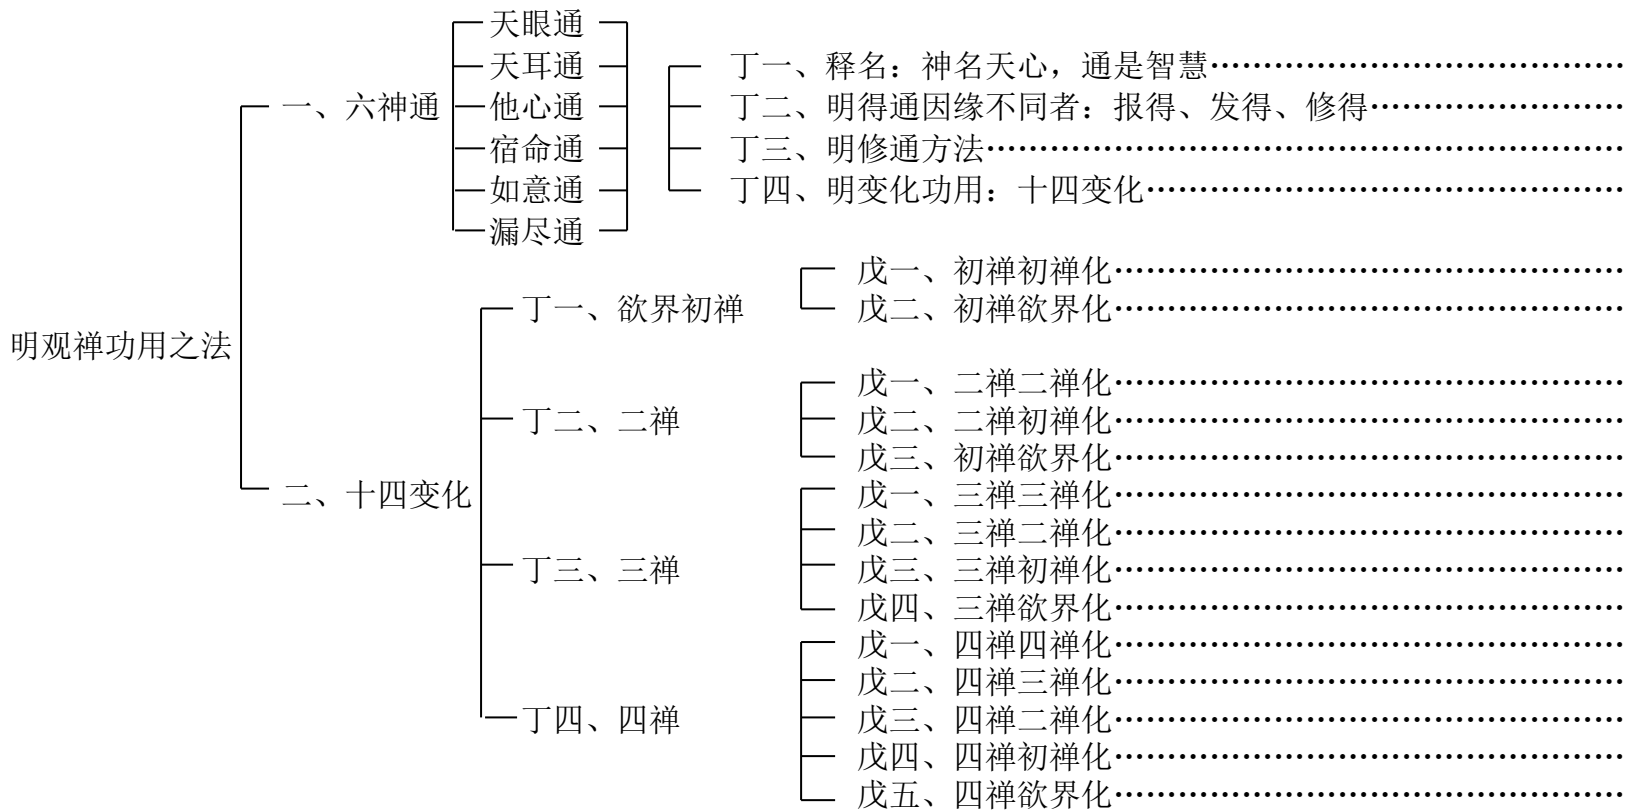 明观禅功用之法
一、六神通
天眼通
天耳通
他心通
宿命通
如意通
漏尽通
丁一、释名：神名天心，通是智慧……………………………………
丁二、明得通因缘不同者：报得、发得、修得………………………
丁三、明修通方法………………………………………………………
丁四、明变化功用：十四变化…………………………………………
二、十四变化
丁一、欲界初禅
戊一、初禅初禅化………………………………………………
戊二、初禅欲界化………………………………………………
丁二、二禅
戊一、二禅二禅化………………………………………………
戊二、二禅初禅化………………………………………………
戊三、初禅欲界化………………………………………………
丁三、三禅
戊一、三禅三禅化………………………………………………
戊二、三禅二禅化………………………………………………
戊三、三禅初禅化………………………………………………
戊四、三禅欲界化………………………………………………
丁四、四禅
戊一、四禅四禅化………………………………………………
戊二、四禅三禅化………………………………………………
戊三、四禅二禅化………………………………………………
戊四、四禅初禅化………………………………………………
戊五、四禅欲界化………………………………………………